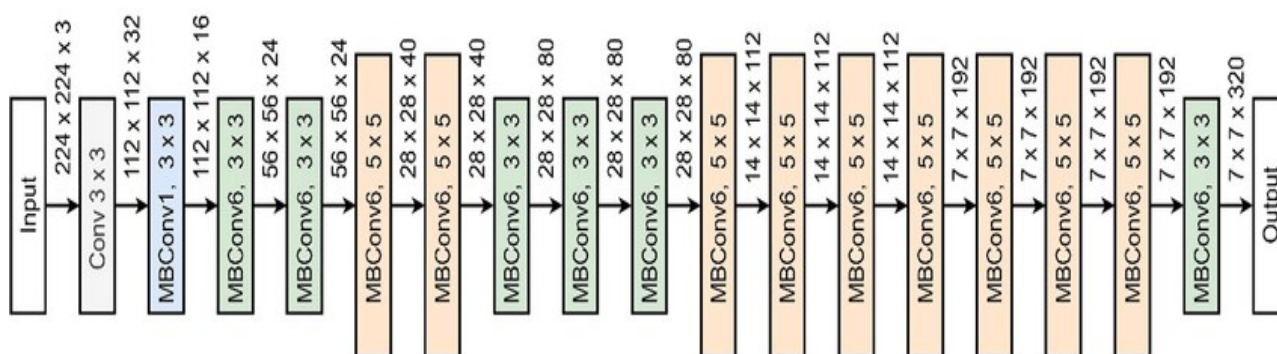 Input
224 x 224 x 3
Conv 3 x 3
112 x 112 x 32
MBConv1, 3 x 3
112 x 112 x 16
MBConv6, 3 x 3
56 x 56 x 24
MBConv6, 3 x 3
56 x 56 x 24
MBConv6, 5 x 5
28 x 28 x 40
MBConv6, 5 x 5
28 x 28 x 40
MBConv6, 3 x 3
28 x 28 x 80
MBConv6, 3 x 3
28 x 28 x 80
MBConv6, 3 x 3
28 x 28 x 80
MBConv6, 5 x 5
14 x 14 x 112
MBConv6, 5 x 5
14 x 14 x 112
MBConv6, 5 x 5
14 x 14 x 112
MBConv6, 5 x 5
7 x 7 x 192
MBConv6, 5 x 5
7 x 7 x 192
MBConv6, 5 x 5
7 x 7 x 192
MBConv6, 5 x 5
7 x 7 x 192
MBConv6, 3 x 3
7 x 7 x 320
Output